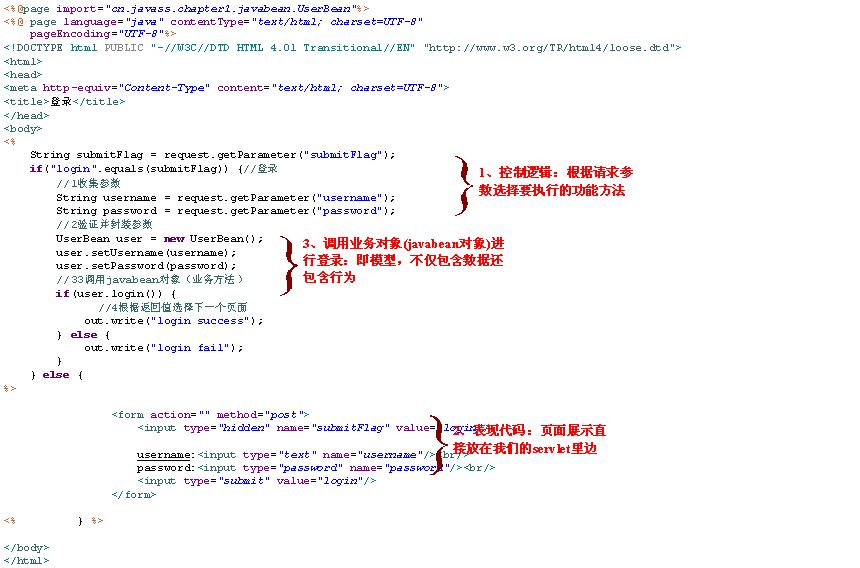 <%@page import="cn.javass.chapter1.javabean.UserBean"%>
<%@ page language="java" contentType="text/html; charset=UTF-8"
pageEncoding="UTF-8"%>
<!DOCTYPE html PUBLIC "-//W3C//DTD HTML 4.01 Transitional//EN" "http://www.w3.org/TR/html4/loose.dtd">
<html>
<head>
<meta http-equiv="Content-Type" content="text/html; charset=UTF-8">
<title>登录</title>
</head>
<body>
<%
String submitFlag = request.getParameter("submitFlag");
if("login".equals(submitFlag)) {//登录
//1收集参数
String username = request.getParameter("username");
String password = request.getParameter("password");
//2验证并封装参数
UserBean user = new UserBean();
user.setUsername(username);
user.setPassword(password);
//33调用javabean对象（业务方法）
if(user.login()) {
//4根据返回值选择下一个页面
out.write("login success");
} else {
out.write("login fail");
}
} else {
%>
1、控制逻辑：根据请求参
数选择要执行的功能方法
3、调用业务对象(javabean对象)进
行登录：即模型，不仅包含数据还
包含行为
<form action="" method="post">
<input type="hidden" name="submitFlag" value="login"
username:<input type="text" name="username"/><br/>
password:<input type="password" name="password"/><br/>
<input type="submit" value="login"/>
</form>
表现代码：页面展示直
接放在我们的servlet里边
<% } %>
</body>
</html>